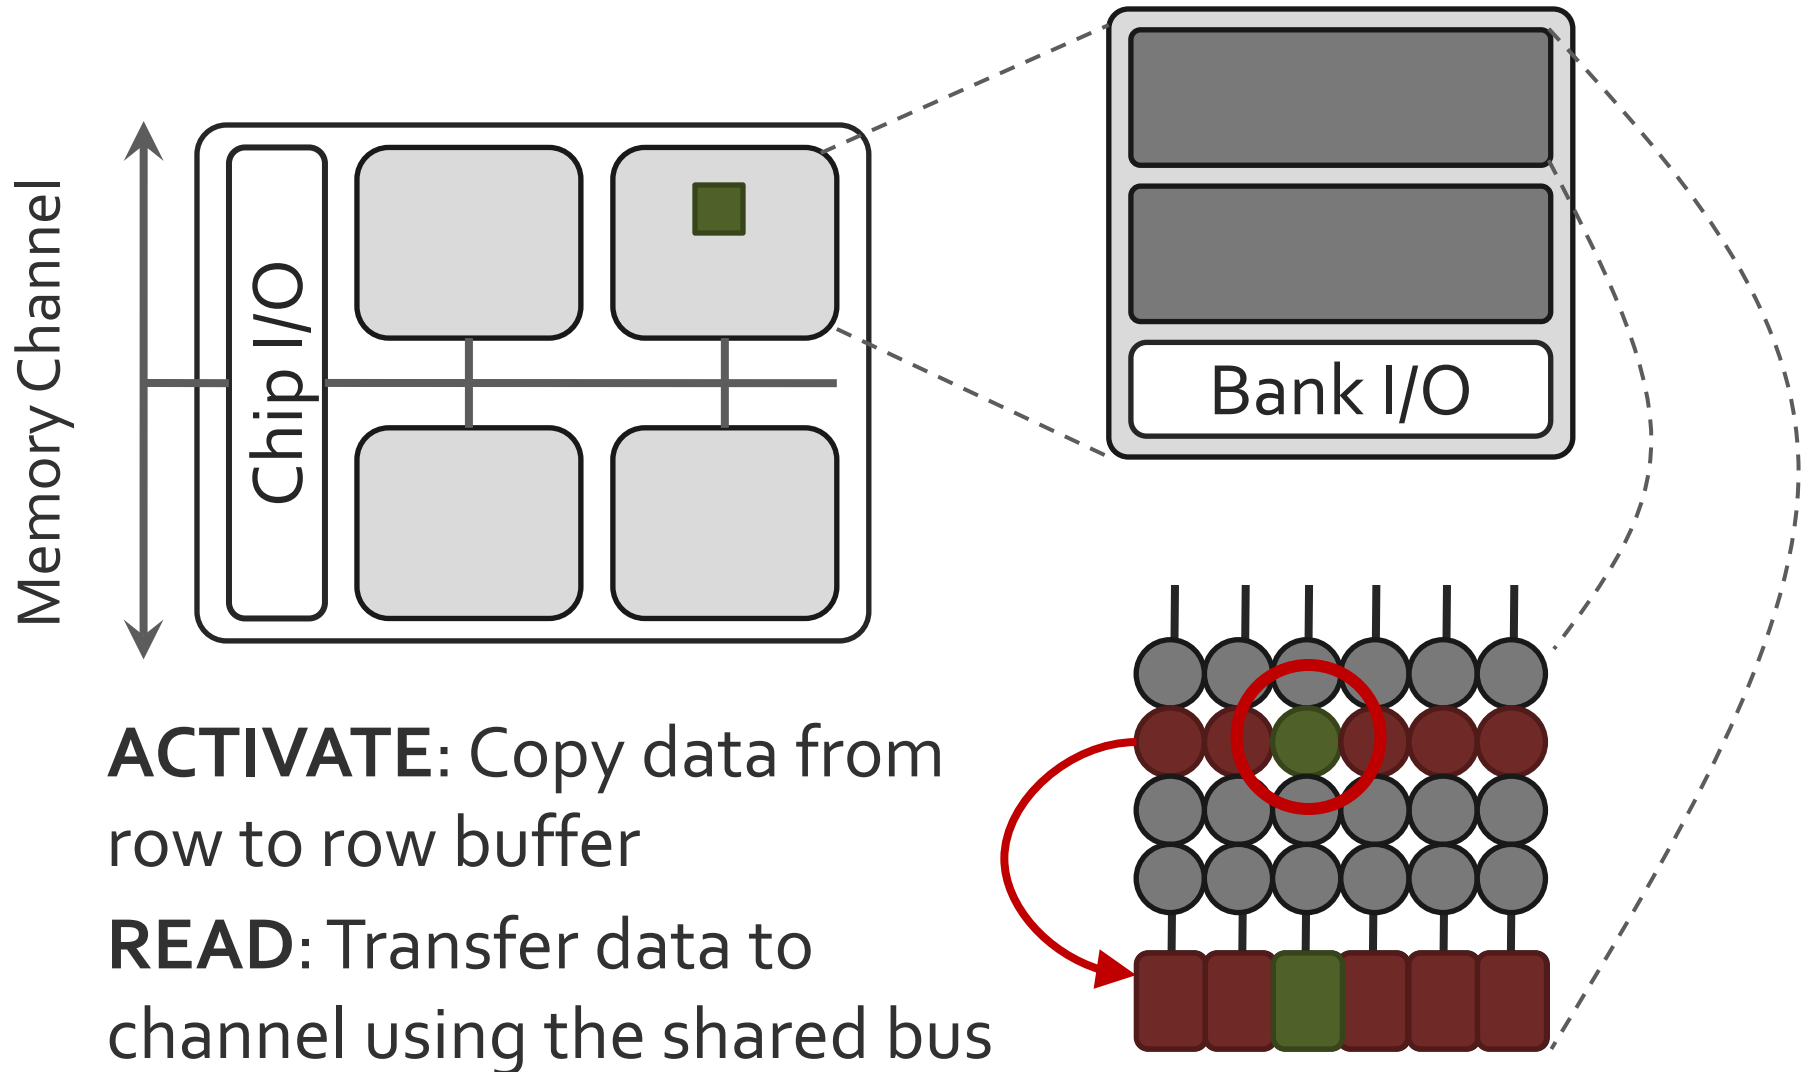 Memory Channel
Chip I/O
Bank I/O
ACTIVATE: Copy data from
row to row buffer
READ: Transfer data to
channel using the shared bus